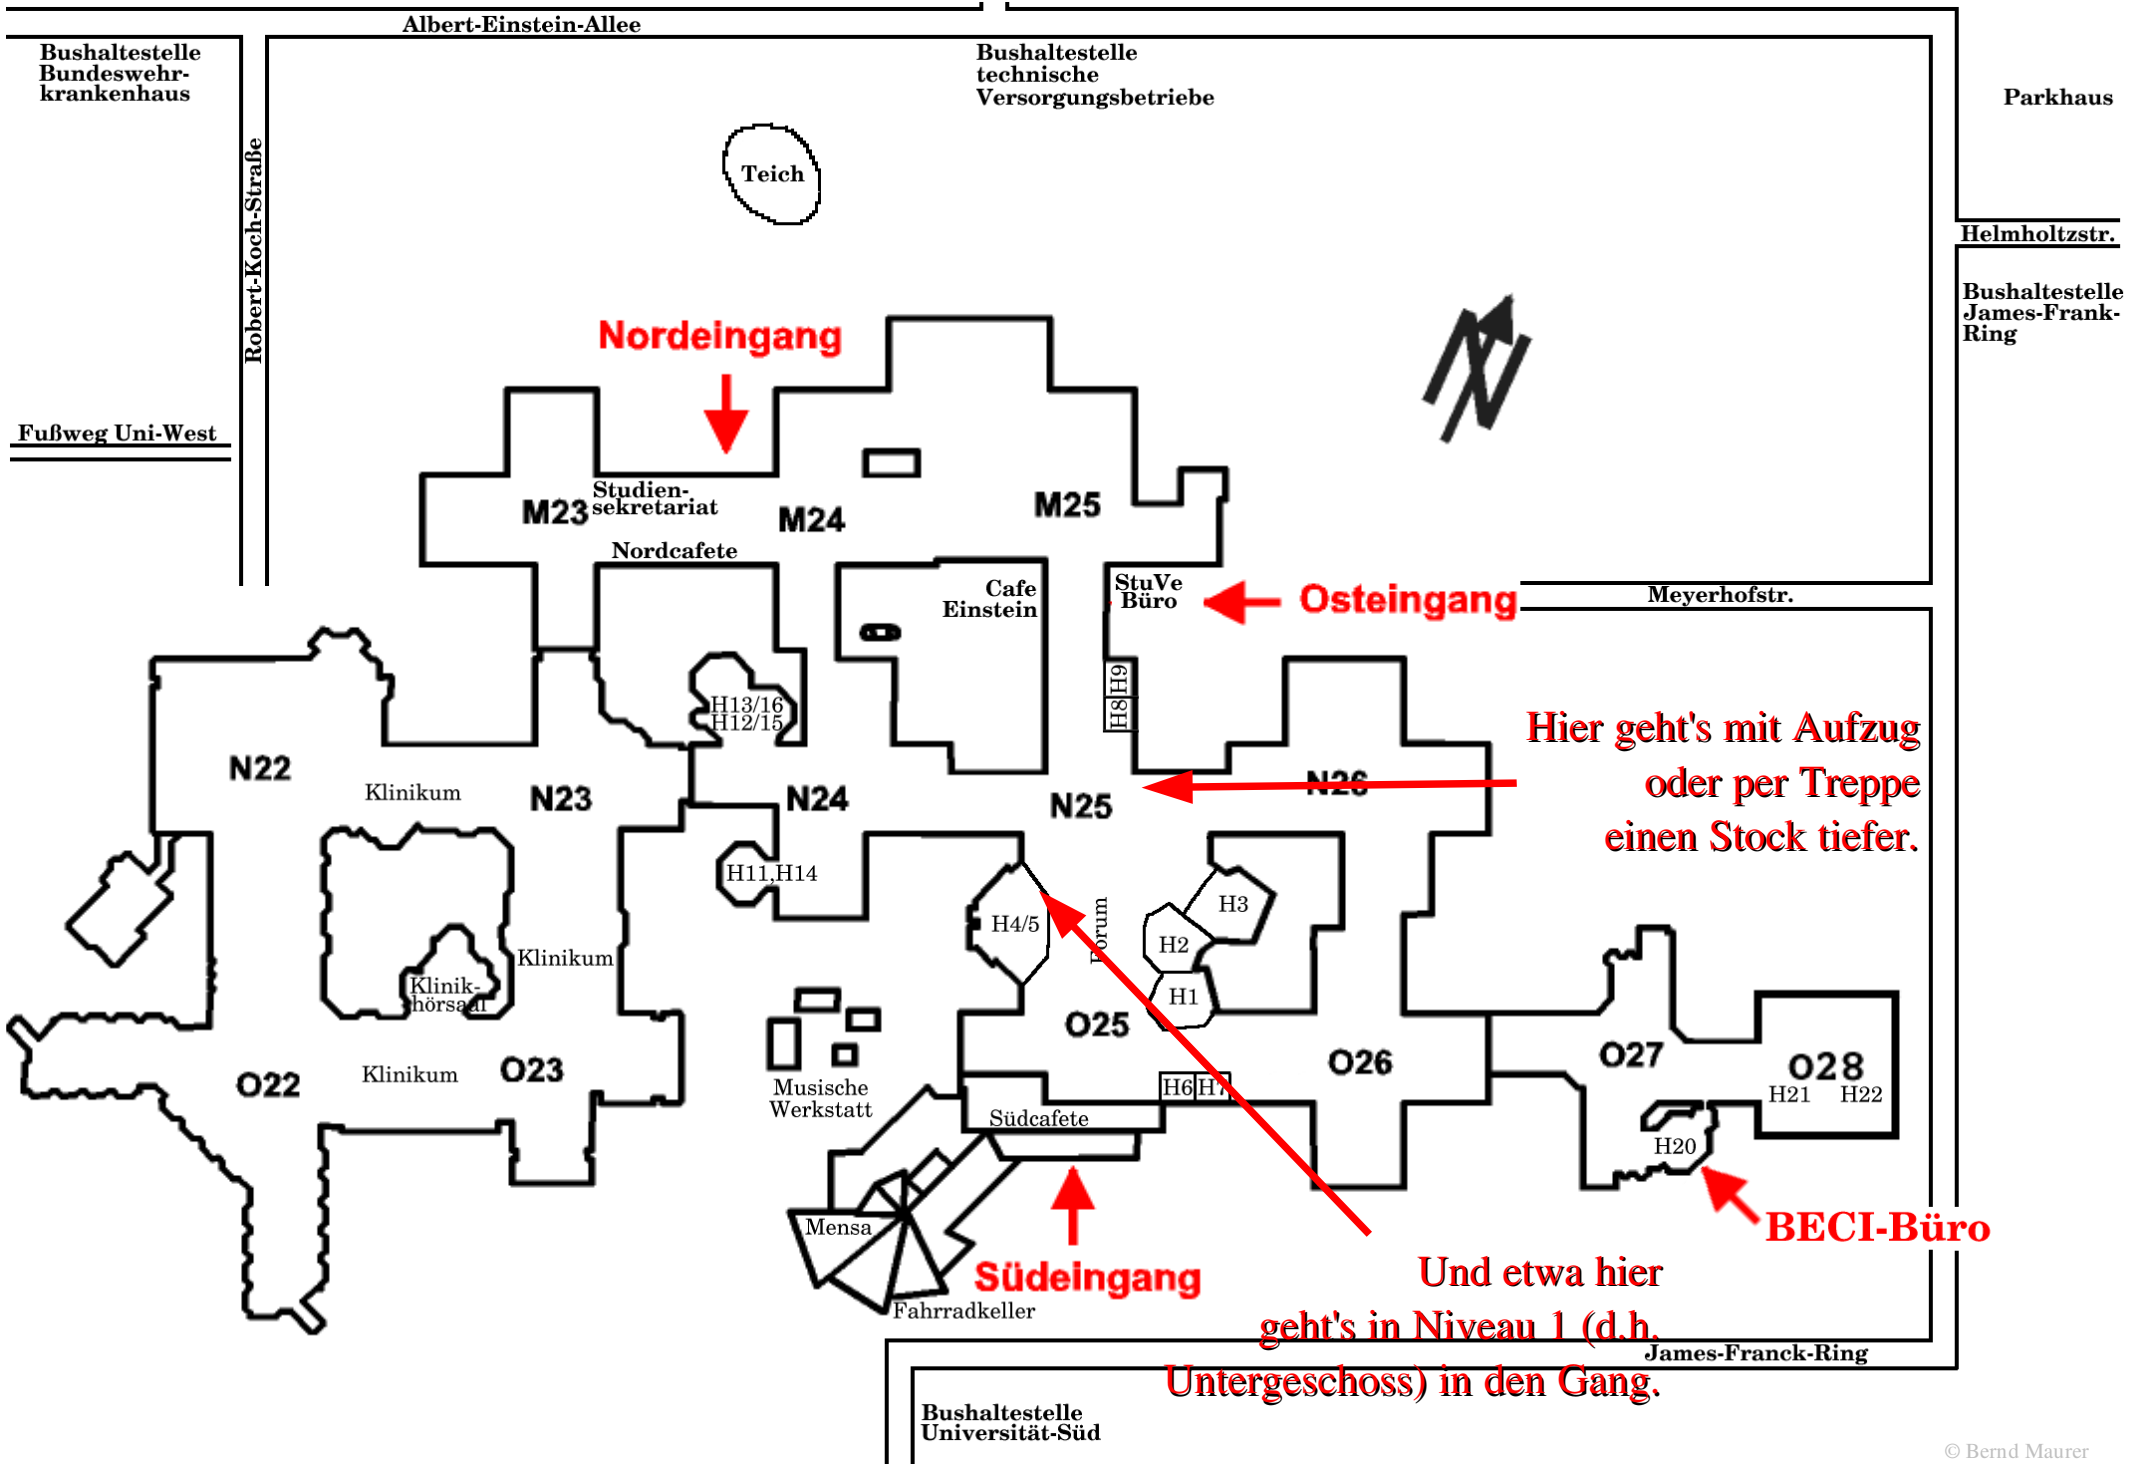 Albert-Einstein-Allee
Bushaltestelle
Bundeswehr-
krankenhaus
Bushaltestelle
technische
Versorgungsbetriebe
Parkhaus
Robert-Koch-Straße
Teich
Helmholtzstr.
Bushaltestelle
James-Frank-
Ring
Nordeingang
N
Fußweg Uni-West
M23
Studien-
sekretariat
M24
M25
Nordcafete
Cafe
Einstein
StuVe
Büro
Osteingang
Meyerhofstr.
H9
H8
H13/16
H12/15
Hier geht's mit Aufzug
oder per Treppe
einen Stock tiefer.
N22
Klinikum
N23
N24
N25
N26
H11,H14
H4/5
Forum
H3
H2
H1
Klinikum
Klinik-
hörsaal
O25
O22
Klinikum
O23
Musische
Werkstatt
O26
O27
O28
H21 H22
H6 H7
Südcafete
H20
Mensa
BECI-Büro
Südeingang
Fahrradkeller
Und etwa hier
geht's in Niveau 1 (d.h.
Untergeschoss) in den Gang.
James-Franck-Ring
Bushaltestelle
Universität-Süd
© Bernd Maurer